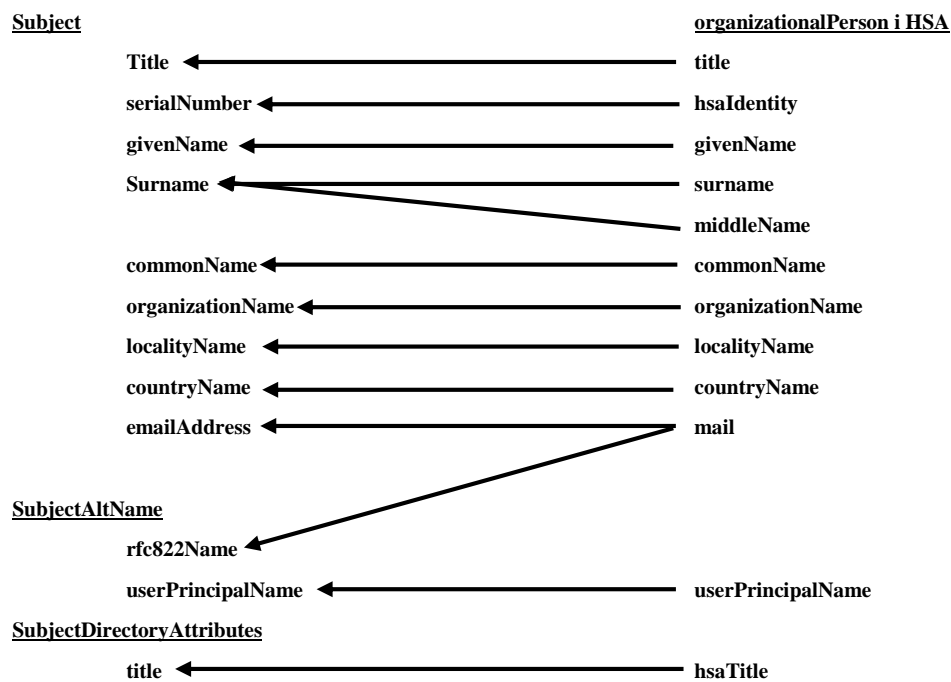 Subject organizationalPerson i HSA
Title title
serialNumber hsaIdentity
givenName givenName
Surname surname
middleName
commonName commonName
organizationName organizationName
localityName localityName
countryName countryName
emailAddress mail
SubjectAltName
rfc822Name
userPrincipalName userPrincipalName
SubjectDirectoryAttributes
title hsaTitle